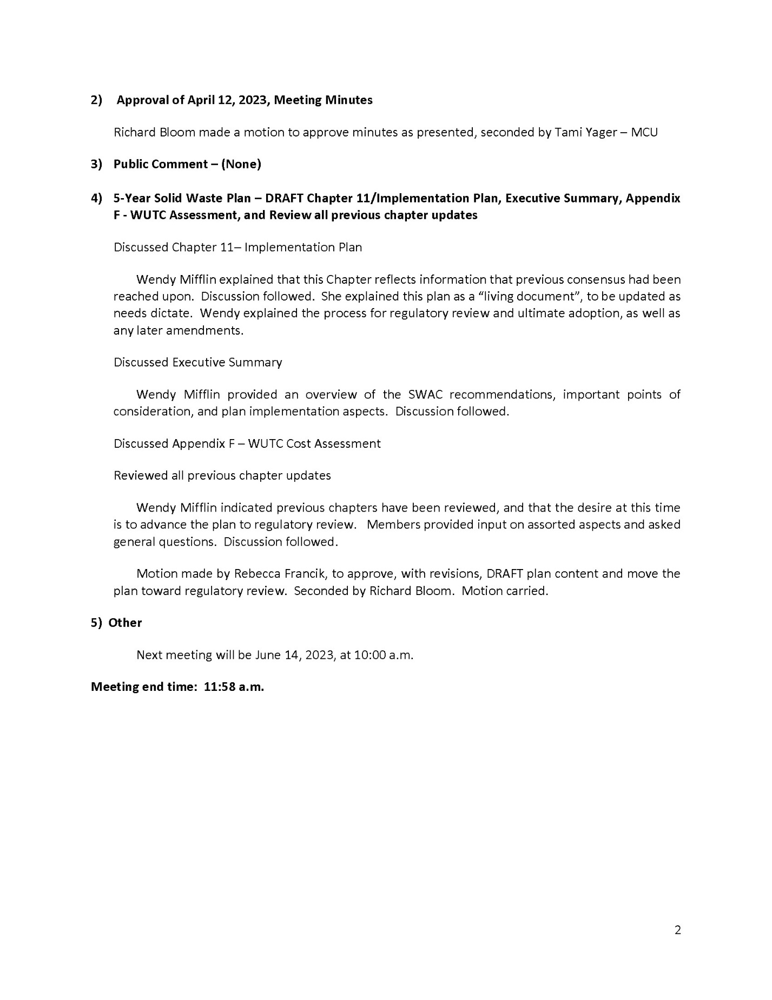 2) Approval of April 12, 2023, Meeting Minutes
Richard Bloom made a motion to approve minutes as presented, seconded by Tami Yager – MCU
3) Public Comment – (None)
4) 5-Year Solid Waste Plan – DRAFT Chapter 11/Implementation Plan, Executive Summary, Appendix
F - WUTC Assessment, and Review all previous chapter updates
Discussed Chapter 11– Implementation Plan
Wendy Mifflin explained that this Chapter reflects information that previous consensus had been
reached upon. Discussion followed. She explained this plan as a “living document”, to be updated as
needs dictate. Wendy explained the process for regulatory review and ultimate adoption, as well as
any later amendments.
Discussed Executive Summary
Wendy Mifflin provided an overview of the SWAC recommendations, important points of
consideration, and plan implementation aspects. Discussion followed.
Discussed Appendix F – WUTC Cost Assessment
Reviewed all previous chapter updates
Wendy Mifflin indicated previous chapters have been reviewed, and that the desire at this time
is to advance the plan to regulatory review. Members provided input on assorted aspects and asked
general questions. Discussion followed.
Motion made by Rebecca Francik, to approve, with revisions, DRAFT plan content and move the
plan toward regulatory review. Seconded by Richard Bloom. Motion carried.
5) Other
Next meeting will be June 14, 2023, at 10:00 a.m.
Meeting end time: 11:58 a.m.
2